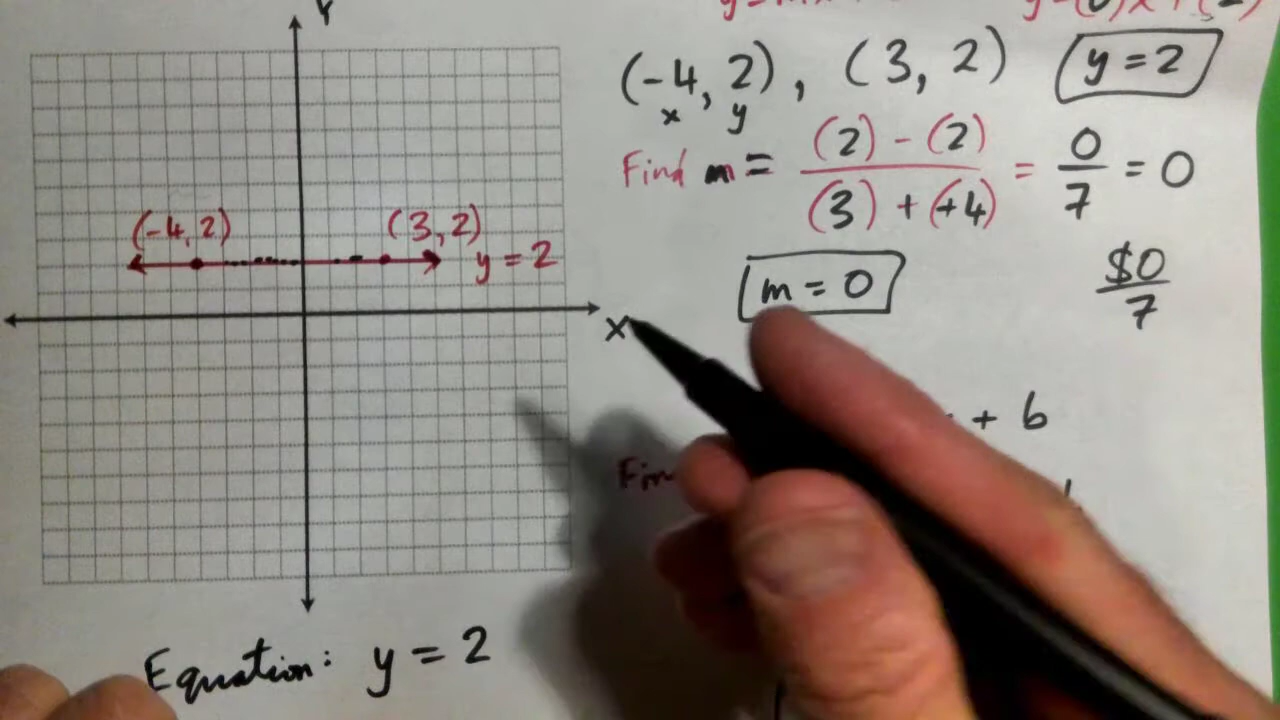 Y
(-4, 2) , (3, 2) y = 2
x y
Find m = (2) - (2) / (3) + (+4) = 0/7 = 0
m = 0
$0/7
(-4, 2) (3, 2)
y = 2
X
+ b
Equation: y = 2